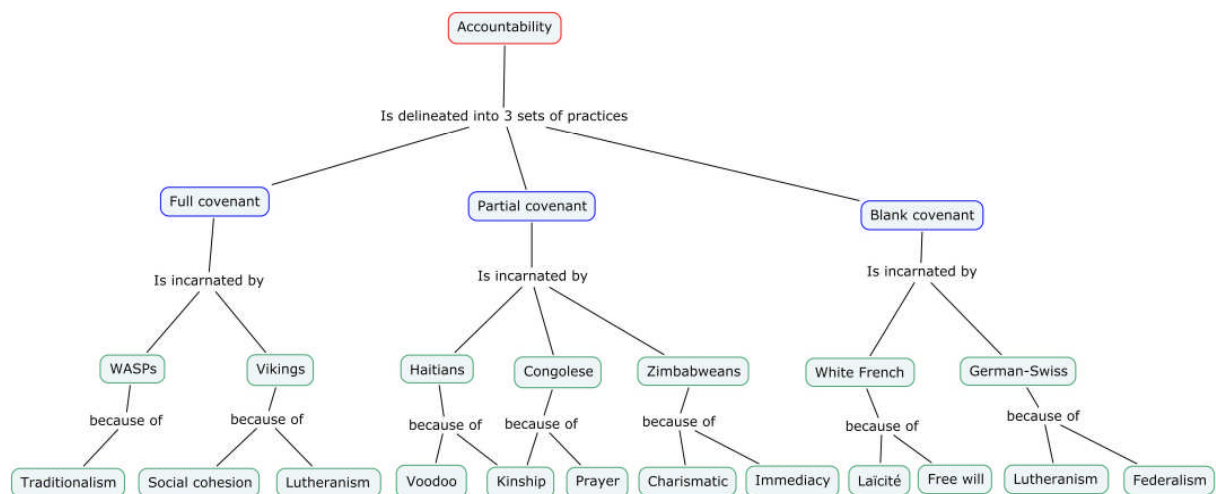 Accountability
Is delineated into 3 sets of practices
Full covenant
Partial covenant
Blank covenant
Is incarnated by
Is incarnated by
Is incarnated by
WASPs
Vikings
Haitians
Congolese
Zimbabweans
White French
German-Swiss
because of
because of
because of
because of
because of
because of
because of
Traditionalism
Social cohesion
Lutheranism
Voodoo
Kinship
Prayer
Charismatic
Immediacy
Laïcité
Free will
Lutheranism
Federalism